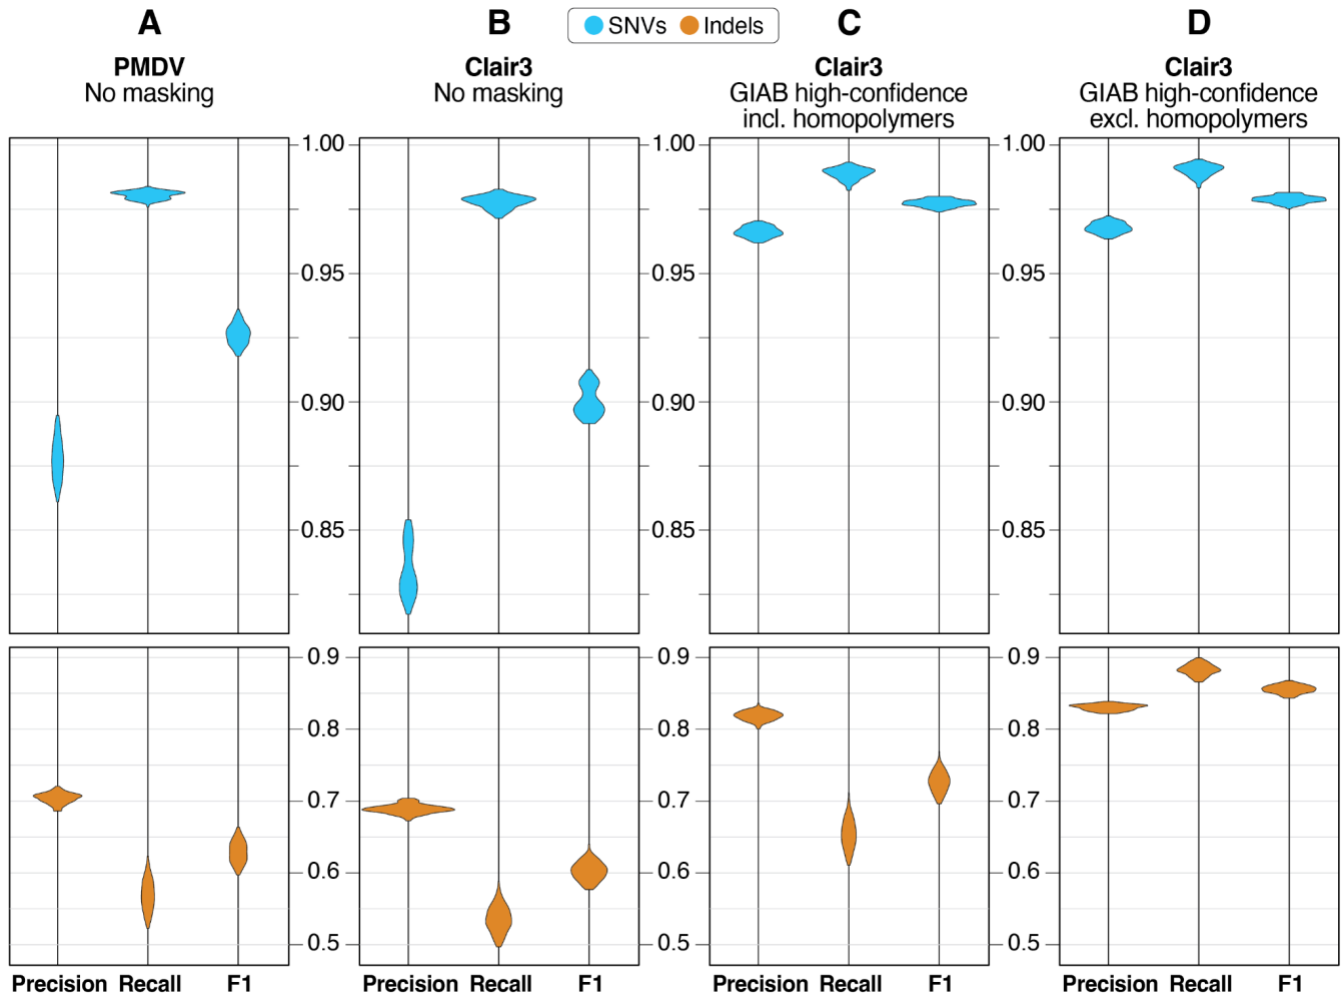 A
B
SNVs Indels
C
D
PMDV
No masking
Clair3
No masking
Clair3
GIAB high-confidence
incl. homopolymers
Clair3
GIAB high-confidence
excl. homopolymers
1.00 1.00 1.00
0.95 0.95 0.95
0.90 0.90 0.90
0.85 0.85 0.85
0.9 0.9 0.9
0.8 0.8 0.8
0.7 0.7 0.7
0.6 0.6 0.6
0.5 0.5 0.5
Precision Recall F1 Precision Recall F1 Precision Recall F1 Precision Recall F1